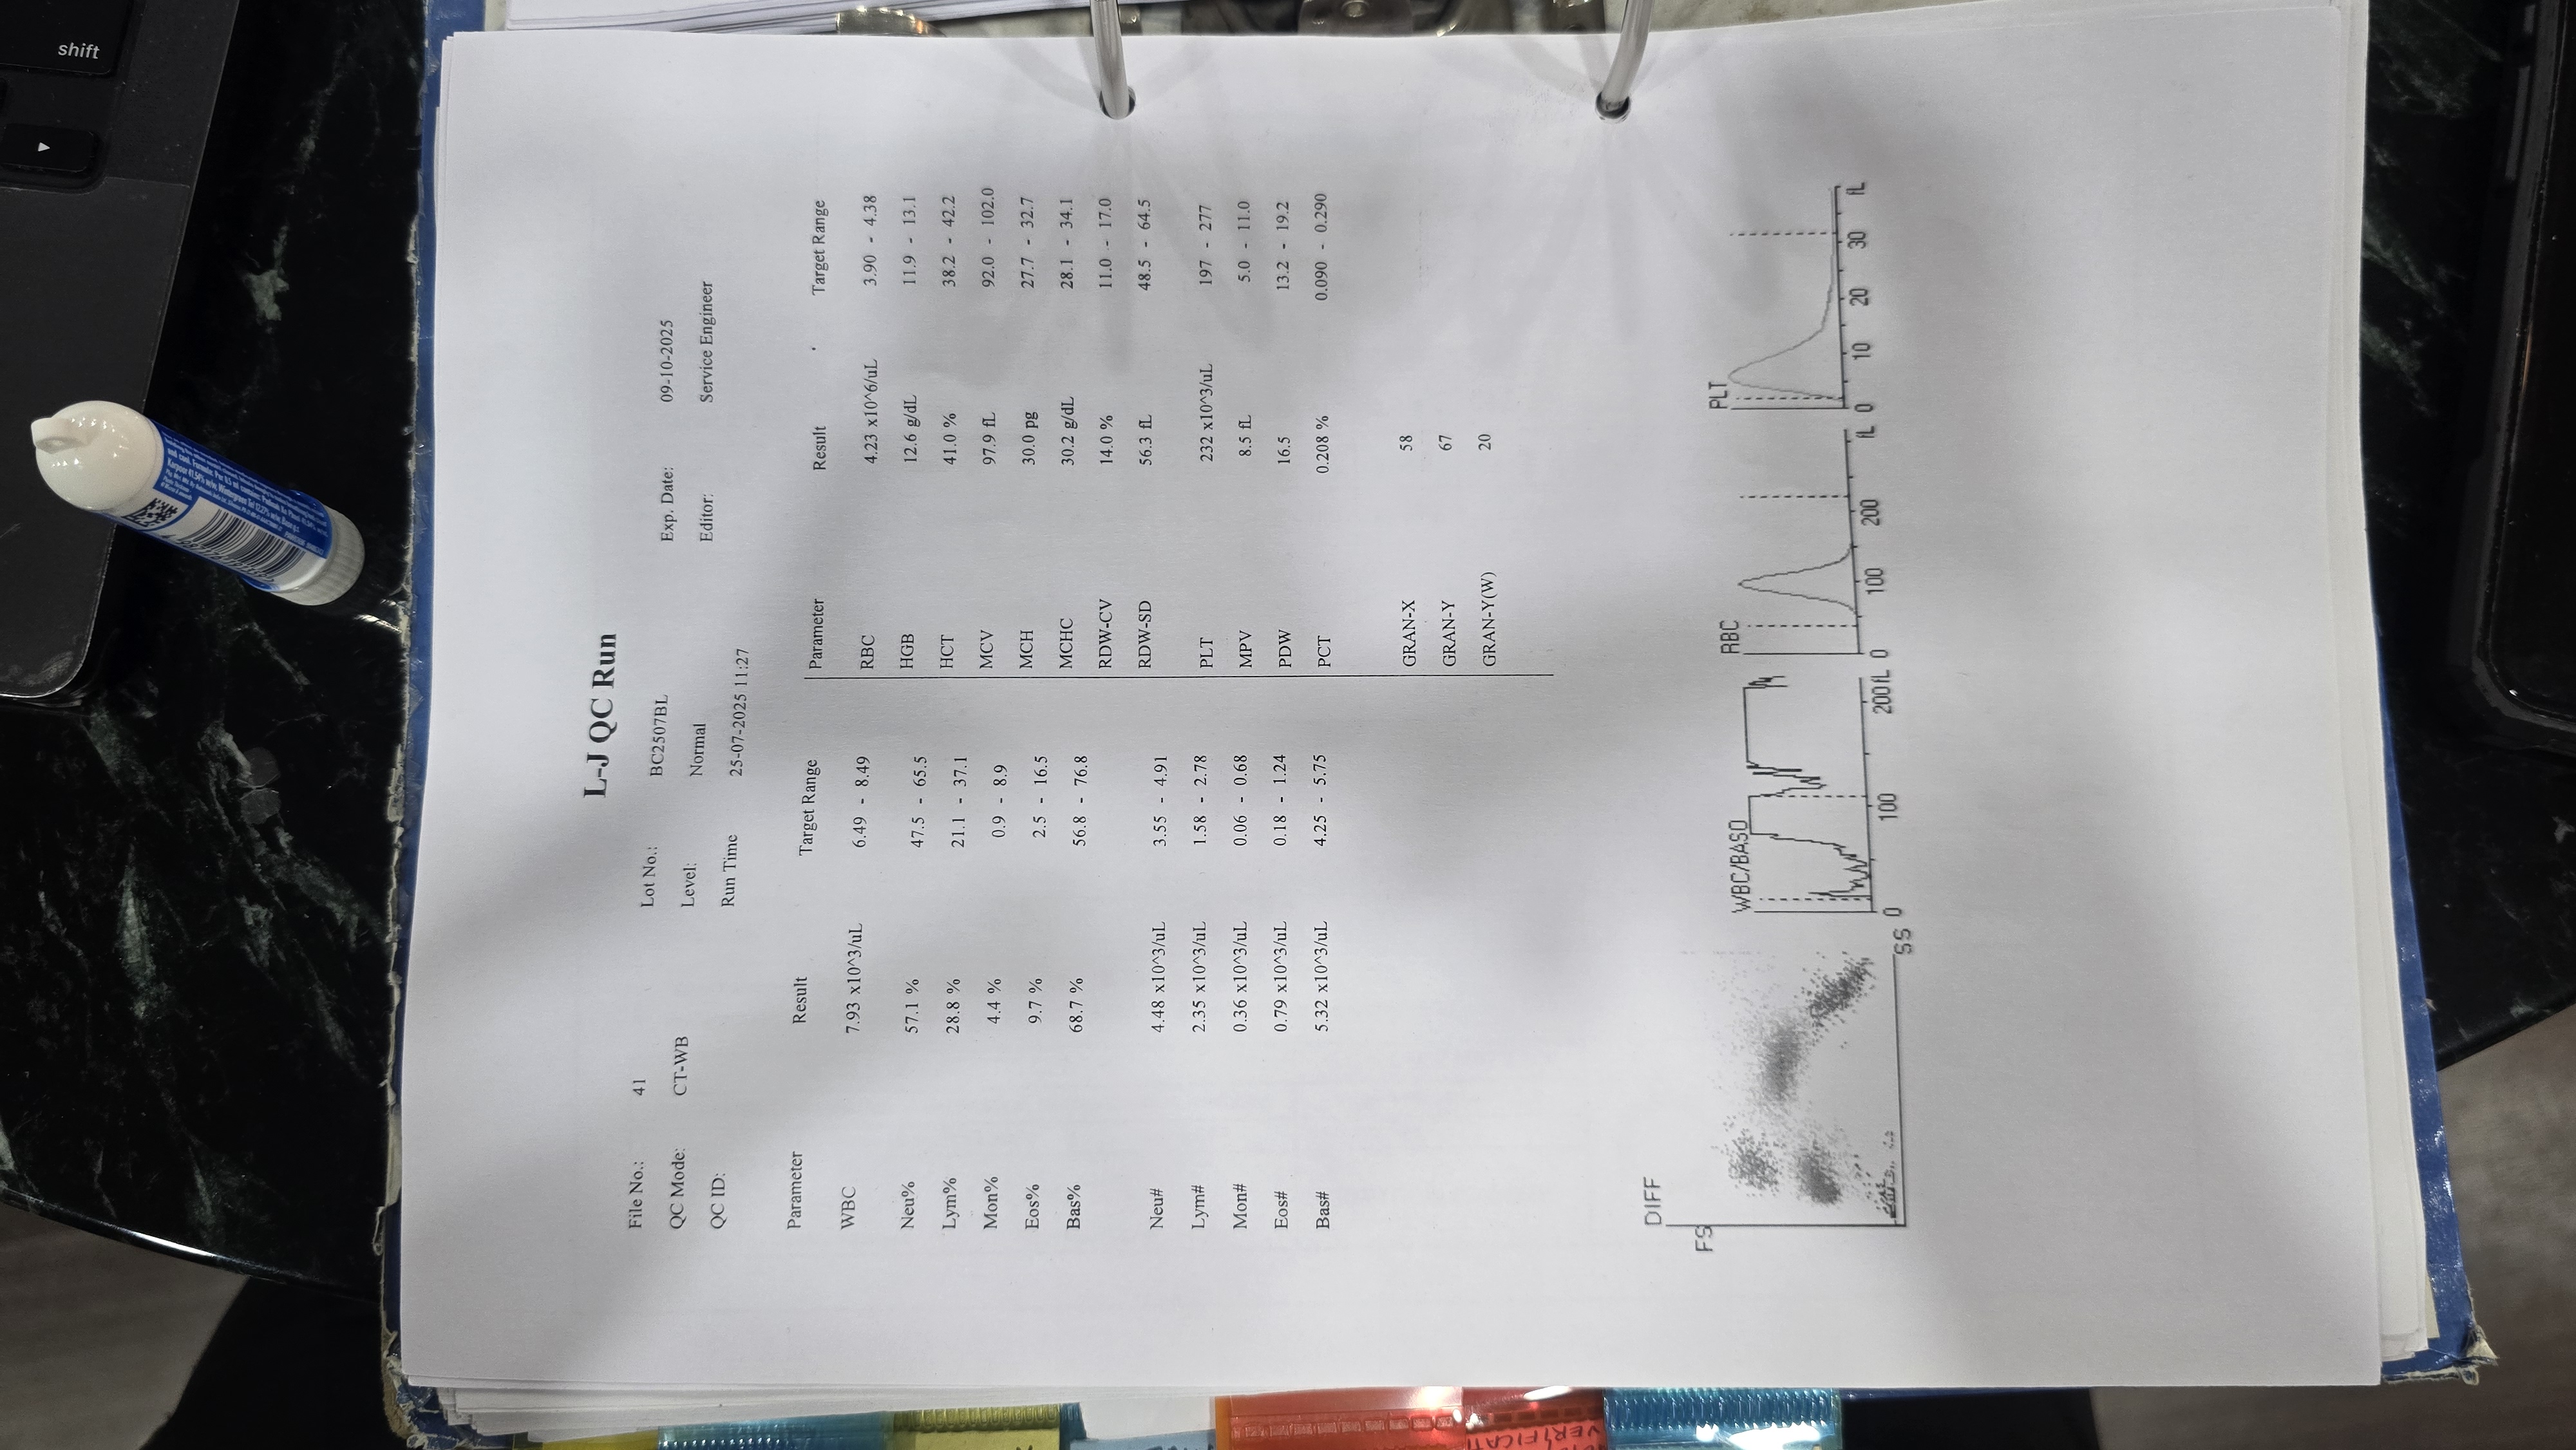 shift
L-J QC Run
File No.: 41 Lot No.: BC2507BL Exp. Date: 09-10-2025
QC Mode: CT-WB Level: Normal Editor: Service Engineer
QC ID: Run Time 25-07-2025 11:27
Parameter Result Target Range
WBC 7.93 x10^3/uL 6.49 - 8.49
Neu% 57.1 % 47.5 - 65.5
Lym% 28.8 % 21.1 - 37.1
Mon% 4.4 % 0.9 - 8.9
Eos% 9.7 % 2.5 - 16.5
Bas% 68.7 % 56.8 - 76.8
Neu# 4.48 x10^3/uL 3.55 - 4.91
Lym# 2.35 x10^3/uL 1.58 - 2.78
Mon# 0.36 x10^3/uL 0.06 - 0.68
Eos# 0.79 x10^3/uL 0.18 - 1.24
Bas# 5.32 x10^3/uL 4.25 - 5.75
Parameter Result Target Range
RBC 4.23 x10^6/uL 3.90 - 4.38
HGB 12.6 g/dL 11.9 - 13.1
HCT 41.0 % 38.2 - 42.2
MCV 97.9 fL 92.0 - 102.0
MCH 30.0 pg 27.7 - 32.7
MCHC 30.2 g/dL 28.1 - 34.1
RDW-CV 14.0 % 11.0 - 17.0
RDW-SD 56.3 fL 48.5 - 64.5
PLT 232 x10^3/uL 197 - 277
MPV 8.5 fL 5.0 - 11.0
PDW 16.5 13.2 - 19.2
PCT 0.208 % 0.090 - 0.290
GRAN-X 58
GRAN-Y 67
GRAN-Y(W) 20
DIFF
FS
SS
WBC/BASO
0 100 200 fL
RBC
0 100 200 fL
PLT
0 10 20 30 fL
VERIFICATI